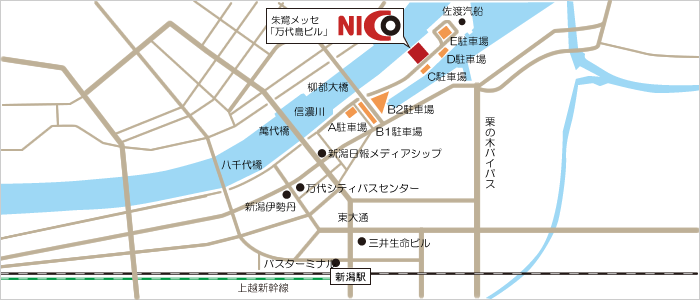 朱鷺メッセ
「万代島ビル」
NICO
佐渡汽船
E駐車場
D駐車場
C駐車場
柳都大橋
信濃川
B2駐車場
A駐車場
B1駐車場
萬代橋
栗の木バイパス
新潟日報メディアシップ
八千代橋
万代シティバスセンター
新潟伊勢丹
東大通
三井生命ビル
バスターミナル
新潟駅
上越新幹線